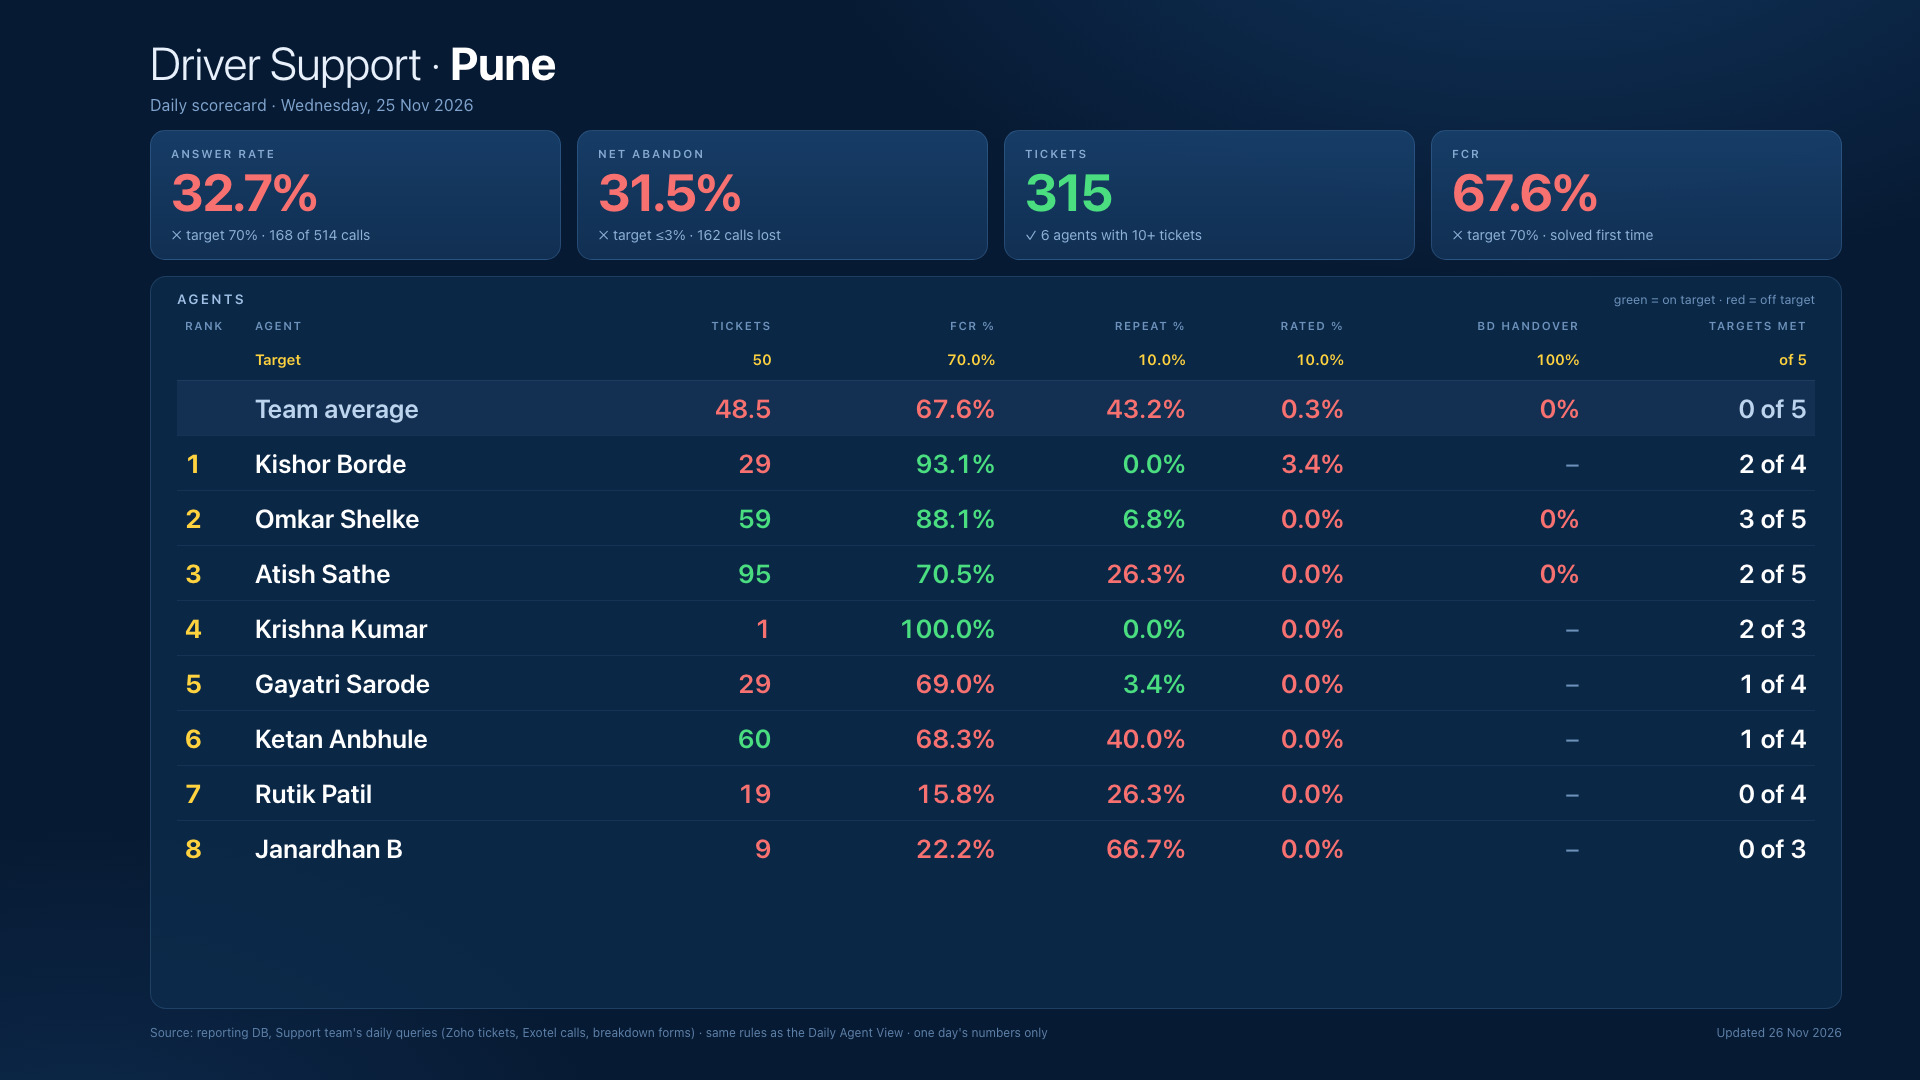 Driver Support · Pune
Daily scorecard · Wednesday, 25 Nov 2026
ANSWER RATE
32.7%
✕ target 70% · 168 of 514 calls
NET ABANDON
31.5%
✕ target ≤3% · 162 calls lost
TICKETS
315
✓ 6 agents with 10+ tickets
FCR
67.6%
✕ target 70% · solved first time
AGENTS
green = on target · red = off target
RANK AGENT TICKETS FCR % REPEAT % RATED % BD HANDOVER TARGETS MET
Target 50 70.0% 10.0% 10.0% 100% of 5
Team average 48.5 67.6% 43.2% 0.3% 0% 0 of 5
1 Kishor Borde 29 93.1% 0.0% 3.4% – 2 of 4
2 Omkar Shelke 59 88.1% 6.8% 0.0% 0% 3 of 5
3 Atish Sathe 95 70.5% 26.3% 0.0% 0% 2 of 5
4 Krishna Kumar 1 100.0% 0.0% 0.0% – 2 of 3
5 Gayatri Sarode 29 69.0% 3.4% 0.0% – 1 of 4
6 Ketan Anbhule 60 68.3% 40.0% 0.0% – 1 of 4
7 Rutik Patil 19 15.8% 26.3% 0.0% – 0 of 4
8 Janardhan B 9 22.2% 66.7% 0.0% – 0 of 3
Source: reporting DB, Support team's daily queries (Zoho tickets, Exotel calls, breakdown forms) · same rules as the Daily Agent View · one day's numbers only
Updated 26 Nov 2026